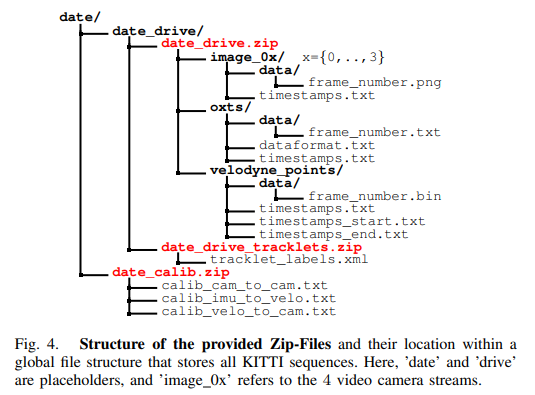 date/
date_drive/
date_drive.zip
image_0x/ x={0,..,3}
data/
frame_number.png
timestamps.txt
oxts/
data/
frame_number.txt
dataformat.txt
timestamps.txt
velodyne_points/
data/
frame_number.bin
timestamps.txt
timestamps_start.txt
timestamps_end.txt
date_drive_tracklets.zip
tracklet_labels.xml
date_calib.zip
calib_cam_to_cam.txt
calib_imu_to_velo.txt
calib_velo_to_cam.txt
Fig. 4. Structure of the provided Zip-Files and their location within a
global file structure that stores all KITTI sequences. Here, 'date' and 'drive'
are placeholders, and 'image_0x' refers to the 4 video camera streams.